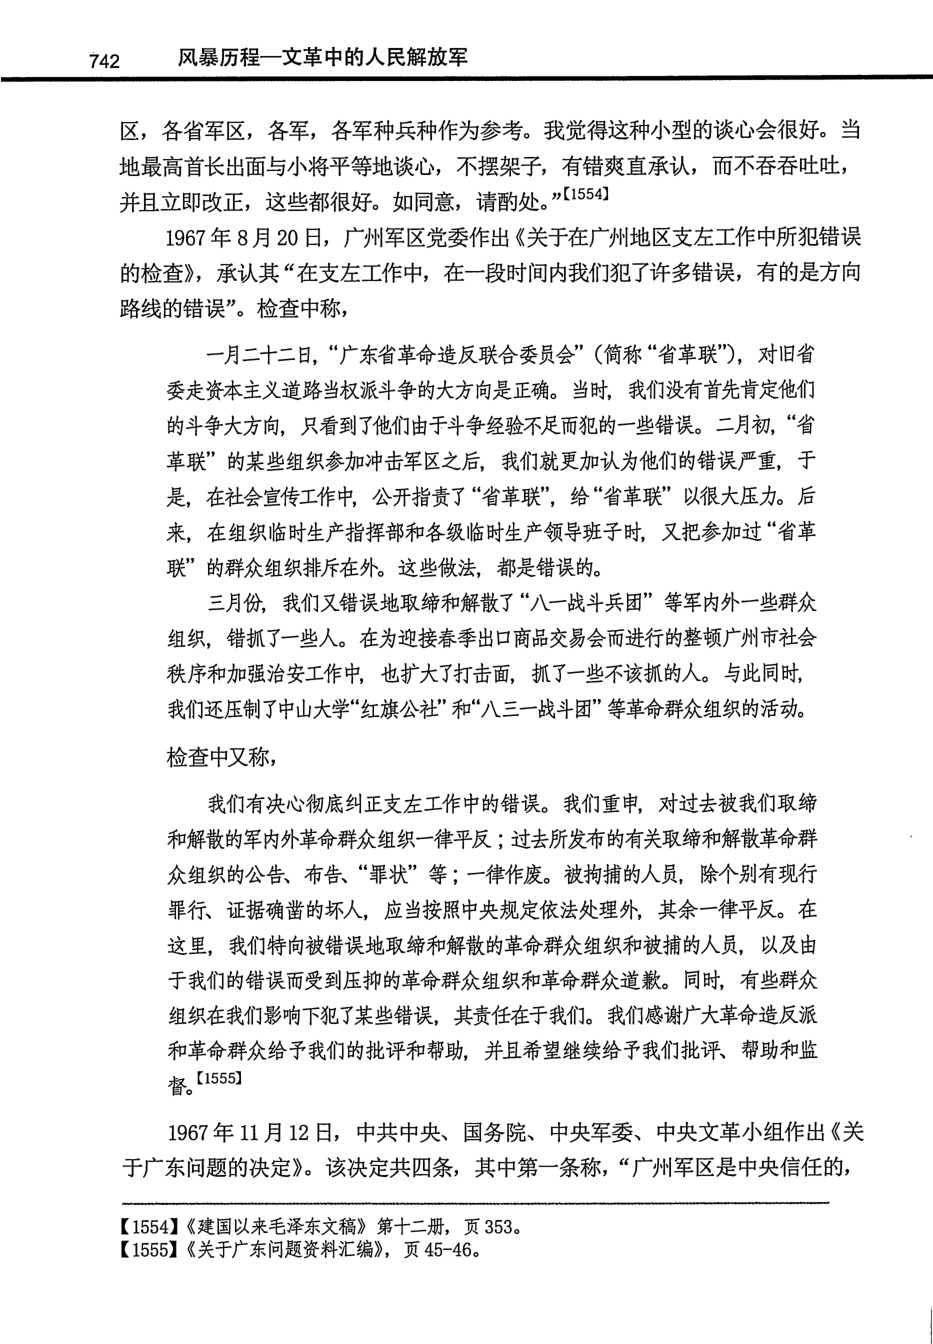 742 风暴历程—文革中的人民解放军
区，各省军区，各军，各军种兵种作为参考。我觉得这种小型的谈心会很好。当
地最高首长出面与小将平等地谈心，不摆架子，有错爽直承认，而不吞吞吐吐，
并且立即改正，这些都很好。如同意，请酌处。”【1554】
1967 年 8 月 20 日，广州军区党委作出《关于在广州地区支左工作中所犯错误
的检查》，承认其“在支左工作中，在一段时间内我们犯了许多错误，有的是方向
路线的错误”。检查中称，
一月二十二日，“广东省革命造反联合委员会”（简称“省革联”），对旧省
委走资本主义道路当权派斗争的大方向是正确。当时，我们没有首先肯定他们
的斗争大方向，只看到了他们由于斗争经验不足而犯的一些错误。二月初，“省
革联”的某些组织参加冲击军区之后，我们就更加认为他们的错误严重，于
是，在社会宣传工作中，公开指责了“省革联”，给“省革联”以很大压力。后
来，在组织临时生产指挥部和各级临时生产领导班子时，又把参加过“省革
联”的群众组织排斥在外。这些做法，都是错误的。
三月份，我们又错误地取缔和解散了“八一战斗兵团”等军内外一些群众
组织，错抓了一些人。在为迎接春季出口商品交易会而进行的整顿广州市社会
秩序和加强治安工作中，也扩大了打击面，抓了一些不该抓的人。与此同时，
我们还压制了中山大学“红旗公社”和“八三一战斗团”等革命群众组织的活动。
检查中又称，
我们有决心彻底纠正支左工作中的错误。我们重申，对过去被我们取缔
和解散的军内外革命群众组织一律平反；过去所发布的有关取缔和解散革命群
众组织的公告、布告、“罪状”等；一律作废。被拘捕的人员，除个别有现行
罪行、证据确凿的坏人，应当按照中央规定依法处理外，其余一律平反。在
这里，我们特向被错误地取缔和解散的革命群众组织和被捕的人员，以及由
于我们的错误而受到压抑的革命群众组织和革命群众道歉。同时，有些群众
组织在我们影响下犯了某些错误，其责任在于我们。我们感谢广大革命造反派
和革命群众给予我们的批评和帮助，并且希望继续给予我们批评、帮助和监
督。【1555】
1967 年 11 月 12 日，中共中央、国务院、中央军委、中央文革小组作出《关
于广东问题的决定》。该决定共四条，其中第一条称，“广州军区是中央信任的，
【1554】《建国以来毛泽东文稿》第十二册，页 353。
【1555】《关于广东问题资料汇编》，页 45-46。